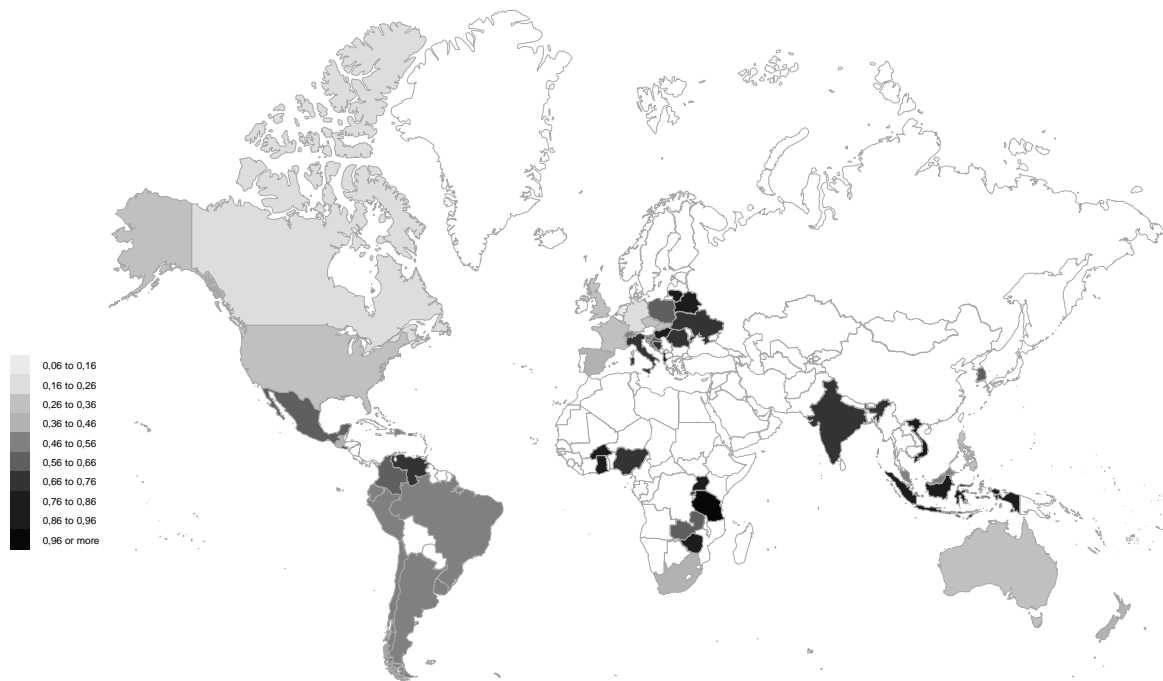 0,06 to 0,16
0,16 to 0,26
0,26 to 0,36
0,36 to 0,46
0,46 to 0,56
0,56 to 0,66
0,66 to 0,76
0,76 to 0,86
0,86 to 0,96
0,96 or more